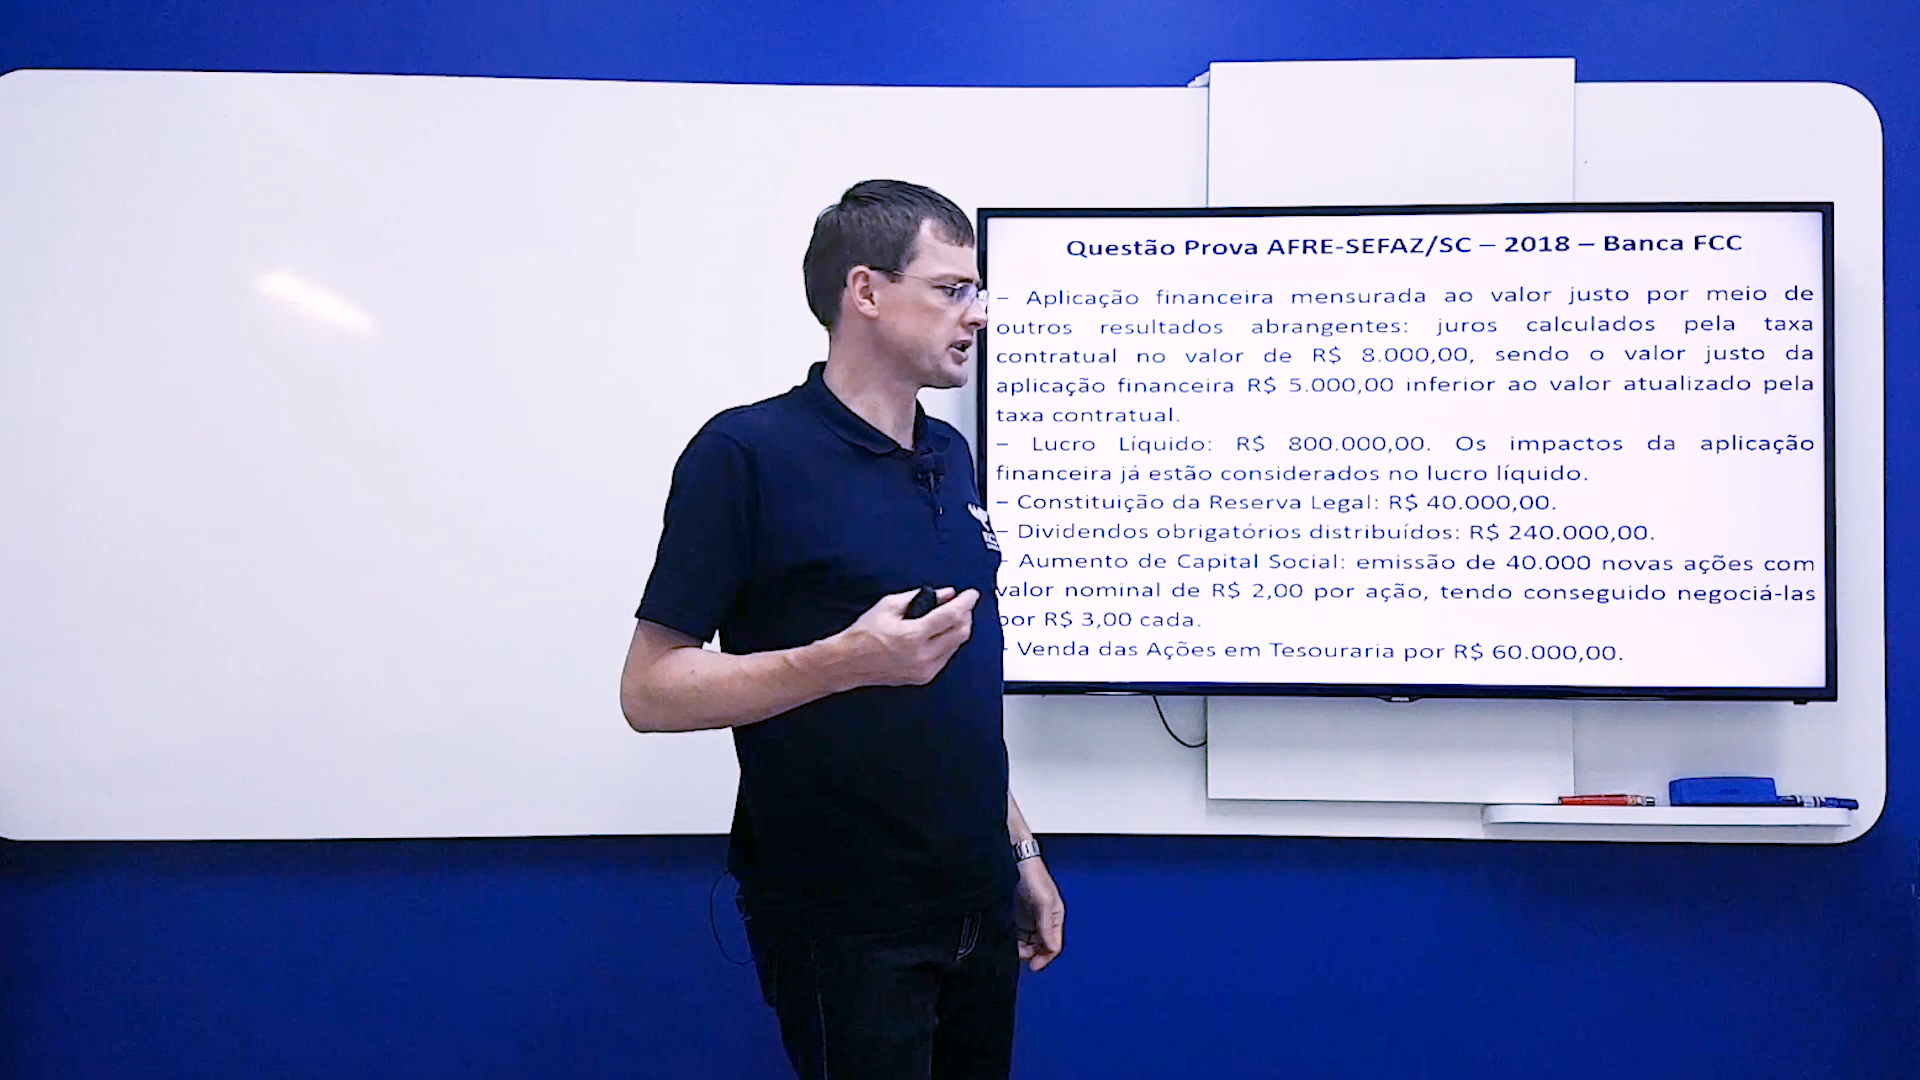 Questão Prova AFRE-SEFAZ/SC – 2018 – Banca FCC
– Aplicação financeira mensurada ao valor justo por meio de
outros resultados abrangentes: juros calculados pela taxa
contratual no valor de R$ 8.000,00, sendo o valor justo da
aplicação financeira R$ 5.000,00 inferior ao valor atualizado pela
taxa contratual.
– Lucro Líquido: R$ 800.000,00. Os impactos da aplicação
financeira já estão considerados no lucro líquido.
– Constituição da Reserva Legal: R$ 40.000,00.
– Dividendos obrigatórios distribuídos: R$ 240.000,00.
– Aumento de Capital Social: emissão de 40.000 novas ações com
valor nominal de R$ 2,00 por ação, tendo conseguido negociá-las
por R$ 3,00 cada.
– Venda das Ações em Tesouraria por R$ 60.000,00.